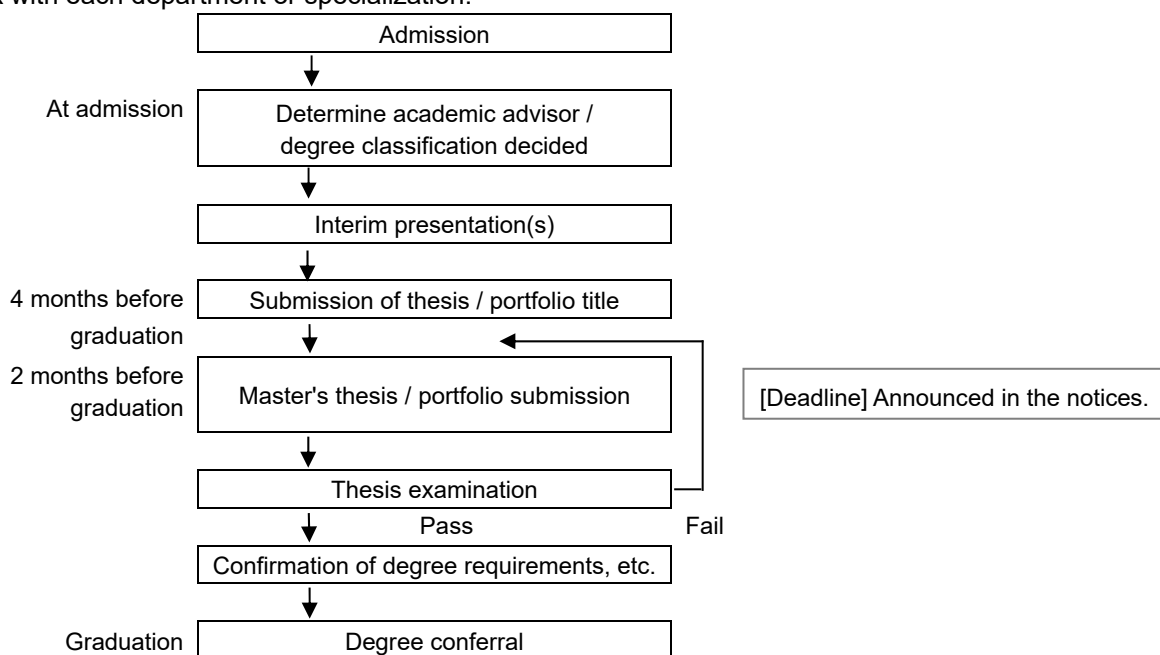 with each department or specialization.
Admission
At admission
Determine academic advisor /
degree classification decided
Interim presentation(s)
4 months before
graduation
Submission of thesis / portfolio title
2 months before
graduation
Master's thesis / portfolio submission
[Deadline] Announced in the notices.
Thesis examination
Pass
Fail
Confirmation of degree requirements, etc.
Graduation
Degree conferral